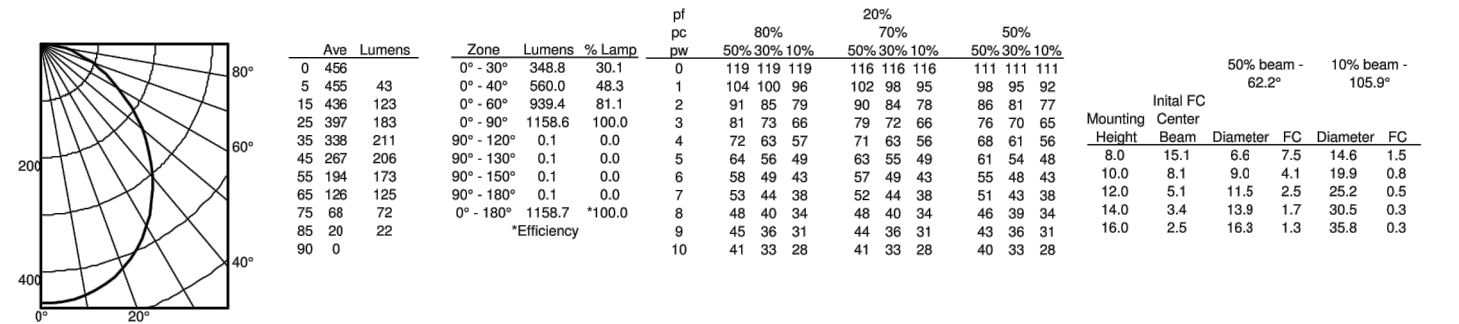 80°
60°
200
40°
400
0° 20°
Ave Lumens
0 456
5 455 43
15 436 123
25 397 183
35 338 211
45 267 206
55 194 173
65 126 125
75 68 72
85 20 22
90 0
Zone Lumens % Lamp
0° - 30° 348.8 30.1
0° - 40° 560.0 48.3
0° - 60° 939.4 81.1
0° - 90° 1158.6 100.0
90° - 120° 0.1 0.0
90° - 130° 0.1 0.0
90° - 150° 0.1 0.0
90° - 180° 0.1 0.0
0° - 180° 1158.7 *100.0
*Efficiency
pf 20%
pc 80% 70% 50%
pw 50% 30% 10% 50% 30% 10% 50% 30% 10%
0 119 119 119 116 116 116 111 111 111
1 104 100 96 102 98 95 98 95 92
2 91 85 79 90 84 78 86 81 77
3 81 73 66 79 72 66 76 70 65
4 72 63 57 71 63 56 68 61 56
5 64 56 49 63 55 49 61 54 48
6 58 49 43 57 49 43 55 48 43
7 53 44 38 52 44 38 51 43 38
8 48 40 34 48 40 34 46 39 34
9 45 36 31 44 36 31 43 36 31
10 41 33 28 41 33 28 40 33 28
50% beam - 10% beam -
62.2° 105.9°
Inital FC
Mounting Center
Height Beam Diameter FC Diameter FC
8.0 15.1 6.6 7.5 14.6 1.5
10.0 8.1 9.0 4.1 19.9 0.8
12.0 5.1 11.5 2.5 25.2 0.5
14.0 3.4 13.9 1.7 30.5 0.3
16.0 2.5 16.3 1.3 35.8 0.3